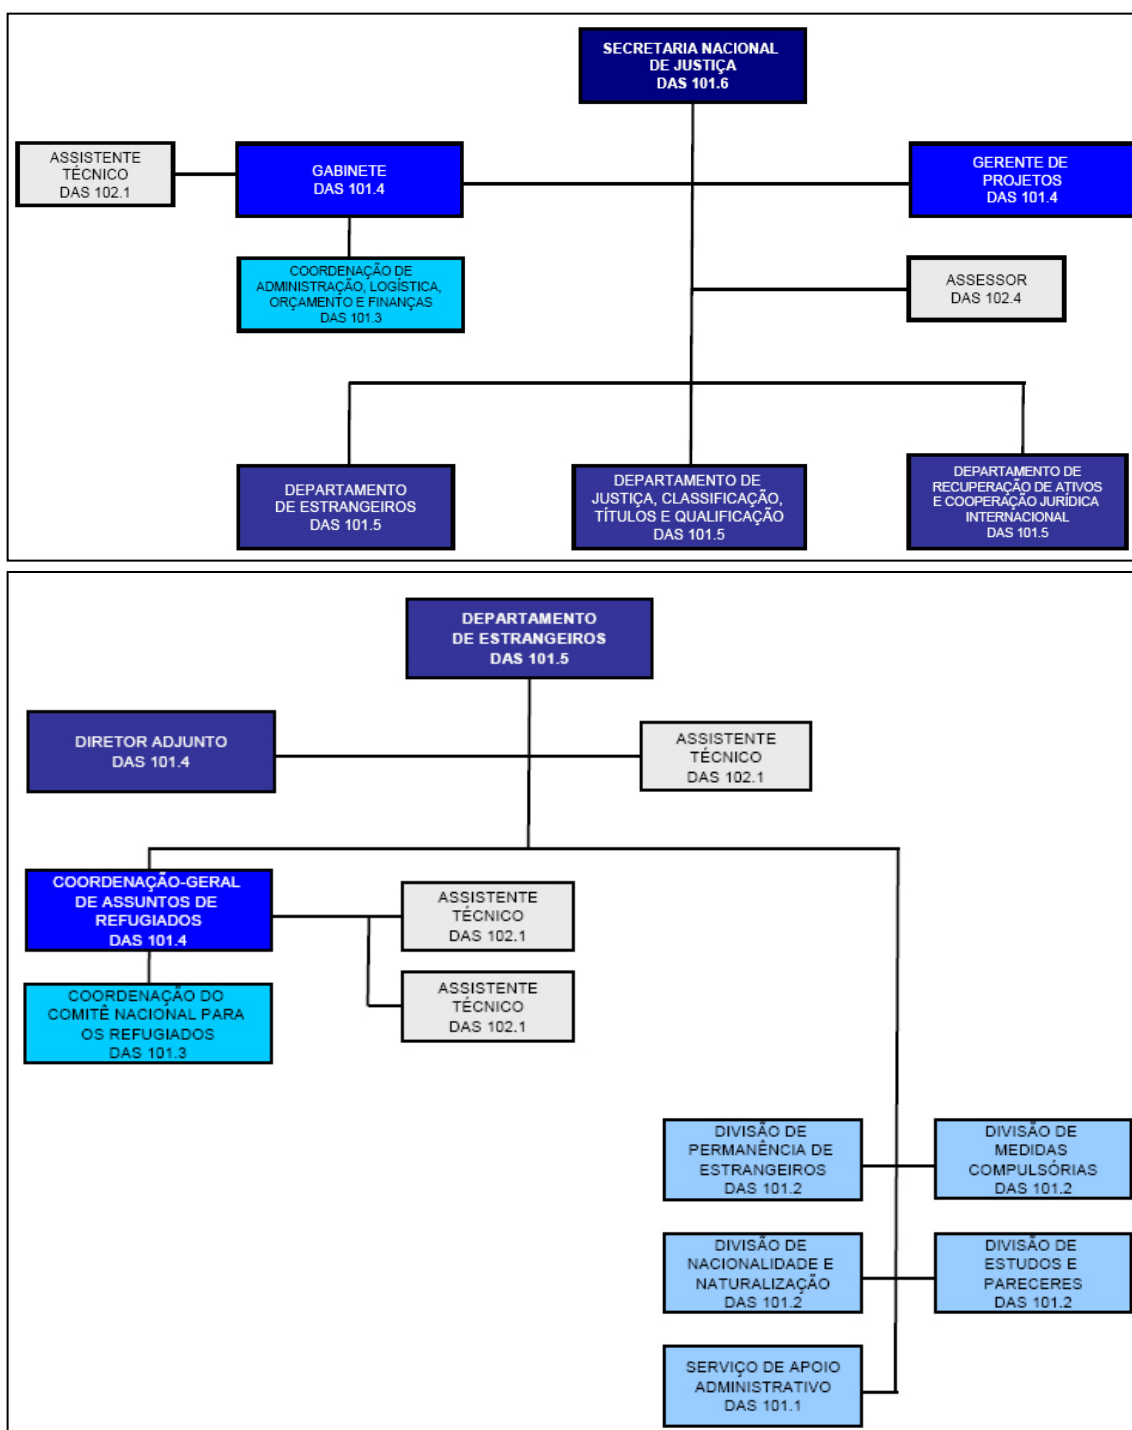 SECRETARIA NACIONAL
DE JUSTIÇA
DAS 101.6
ASSISTENTE
TÉCNICO
DAS 102.1
GABINETE
DAS 101.4
GERENTE DE
PROJETOS
DAS 101.4
COORDENAÇÃO DE
ADMINISTRAÇÃO, LOGÍSTICA,
ORÇAMENTO E FINANÇAS
DAS 101.3
ASSESSOR
DAS 102.4
DEPARTAMENTO
DE ESTRANGEIROS
DAS 101.5
DEPARTAMENTO DE
JUSTIÇA, CLASSIFICAÇÃO,
TÍTULOS E QUALIFICAÇÃO
DAS 101.5
DEPARTAMENTO DE
RECUPERAÇÃO DE ATIVOS
E COOPERAÇÃO JURÍDICA
INTERNACIONAL
DAS 101.5
DEPARTAMENTO
DE ESTRANGEIROS
DAS 101.5
DIRETOR ADJUNTO
DAS 101.4
ASSISTENTE
TÉCNICO
DAS 102.1
COORDENAÇÃO-GERAL
DE ASSUNTOS DE
REFUGIADOS
DAS 101.4
ASSISTENTE
TÉCNICO
DAS 102.1
COORDENAÇÃO DO
COMITÊ NACIONAL PARA
OS REFUGIADOS
DAS 101.3
ASSISTENTE
TÉCNICO
DAS 102.1
DIVISÃO DE
PERMANÊNCIA DE
ESTRANGEIROS
DAS 101.2
DIVISÃO DE
MEDIDAS
COMPULSÓRIAS
DAS 101.2
DIVISÃO DE
NACIONALIDADE E
NATURALIZAÇÃO
DAS 101.2
DIVISÃO DE
ESTUDOS E
PARECERES
DAS 101.2
SERVIÇO DE APOIO
ADMINISTRATIVO
DAS 101.1